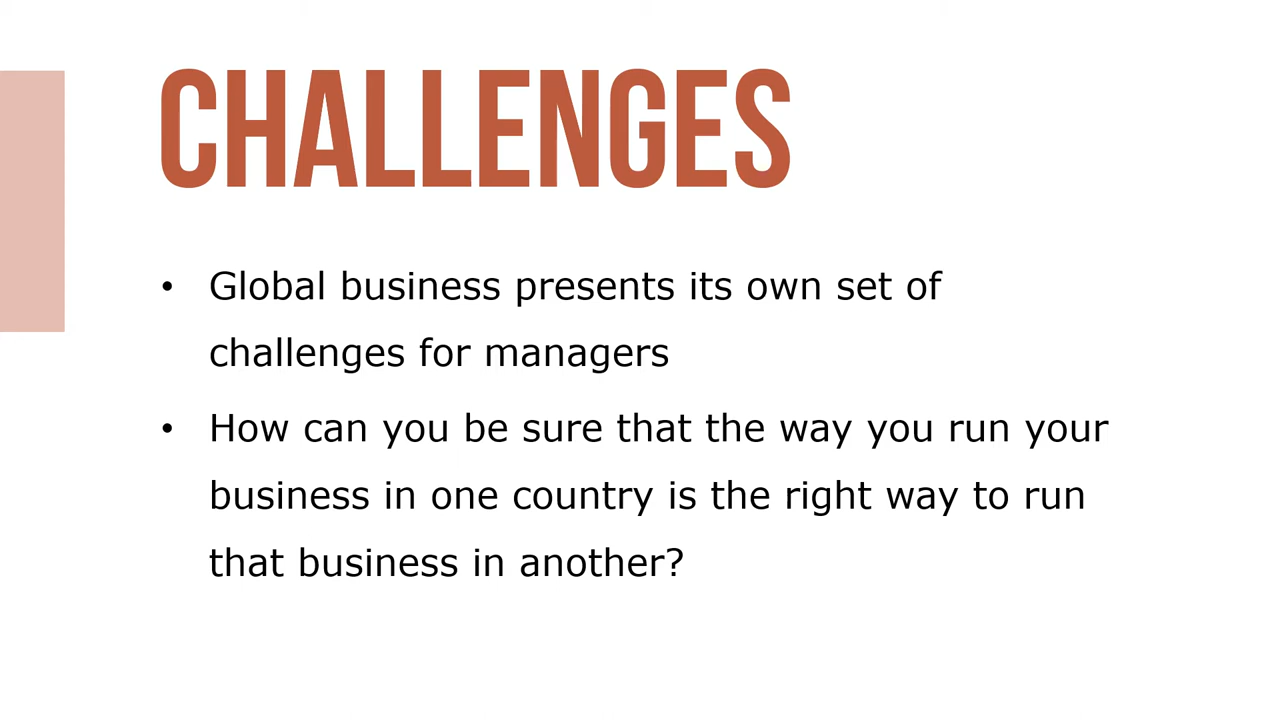 CHALLENGES
• Global business presents its own set of
challenges for managers
• How can you be sure that the way you run your
business in one country is the right way to run
that business in another?